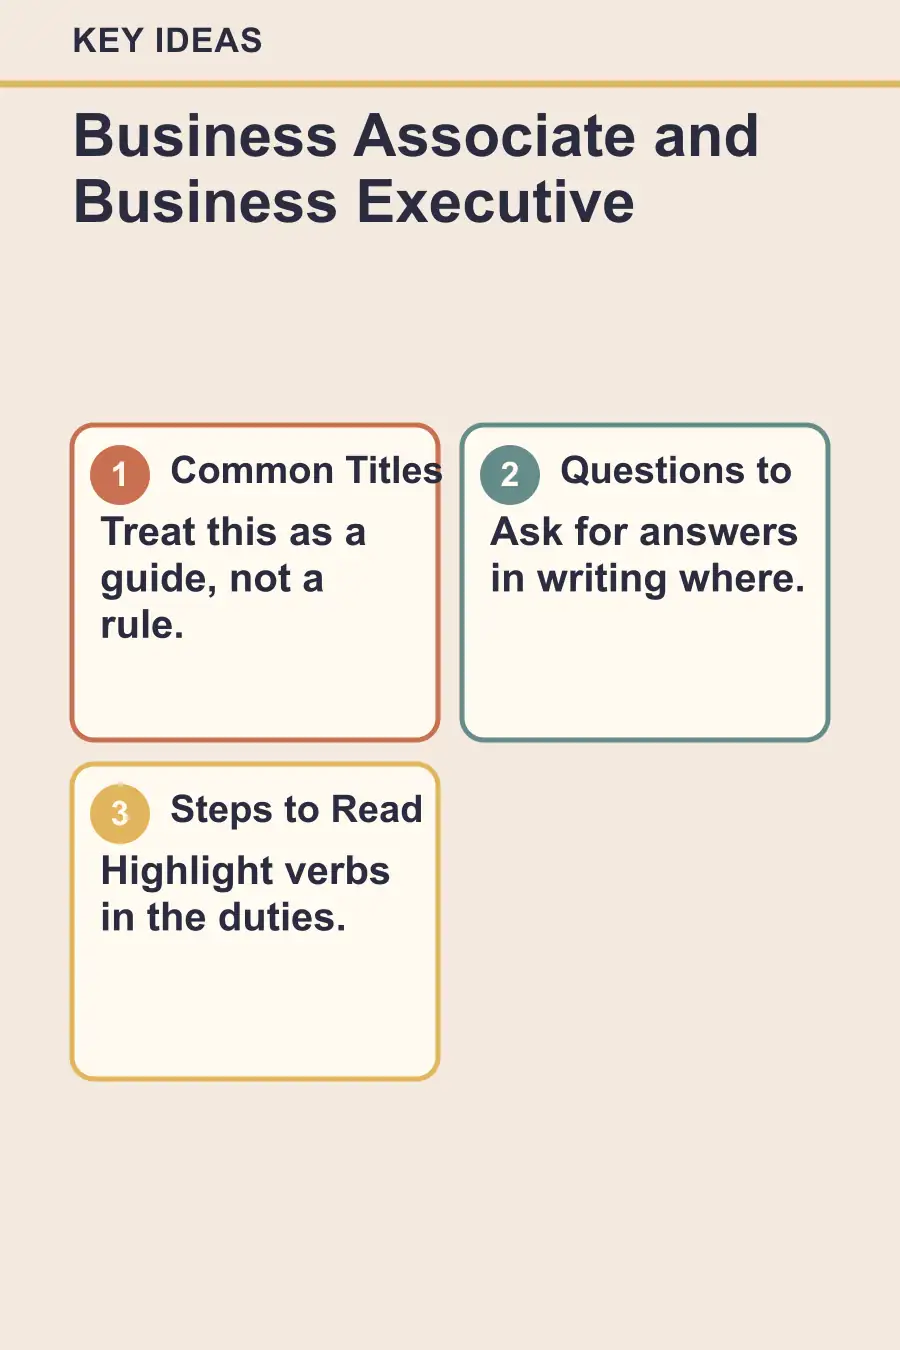 KEY IDEAS
Business Associate and
Business Executive
1
Common Titles
Treat this as a
guide, not a
rule.
2
Questions to
Ask for answers
in writing where.
3
Steps to Read
Highlight verbs
in the duties.